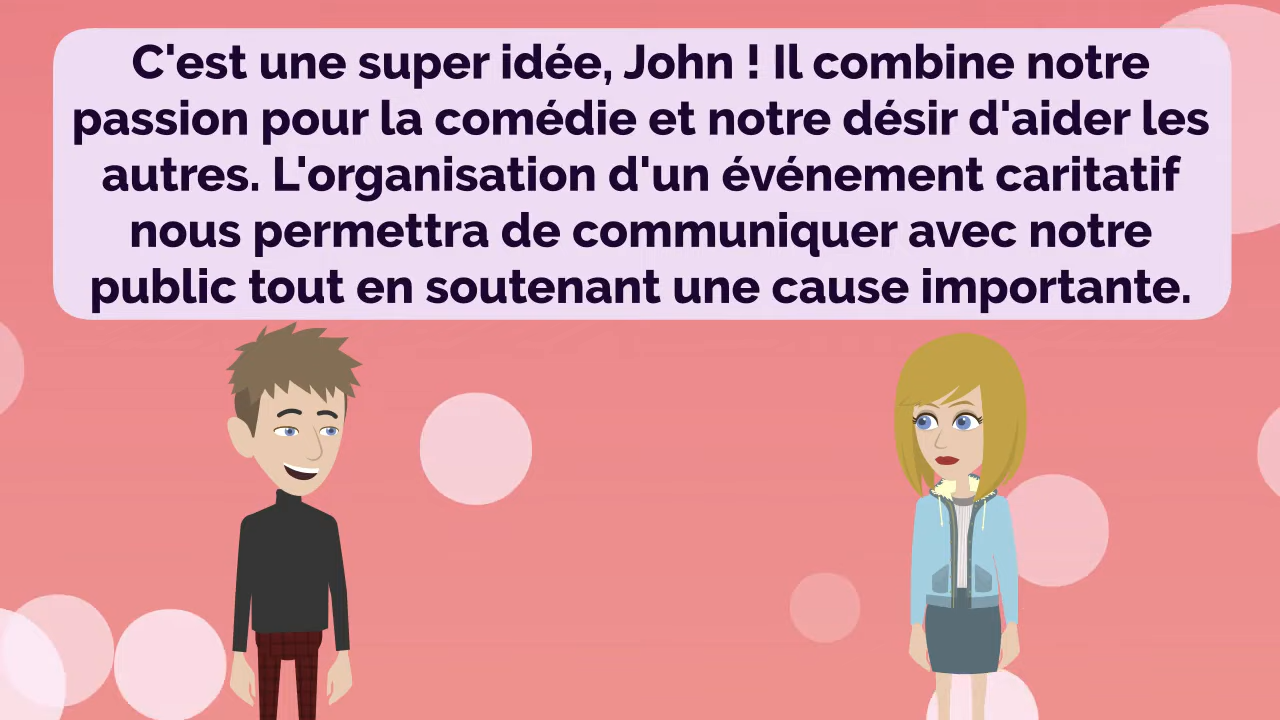 C'est une super idée, John ! Il combine notre
passion pour la comédie et notre désir d'aider les
autres. L'organisation d'un événement caritatif
nous permettra de communiquer avec notre
public tout en soutenant une cause importante.